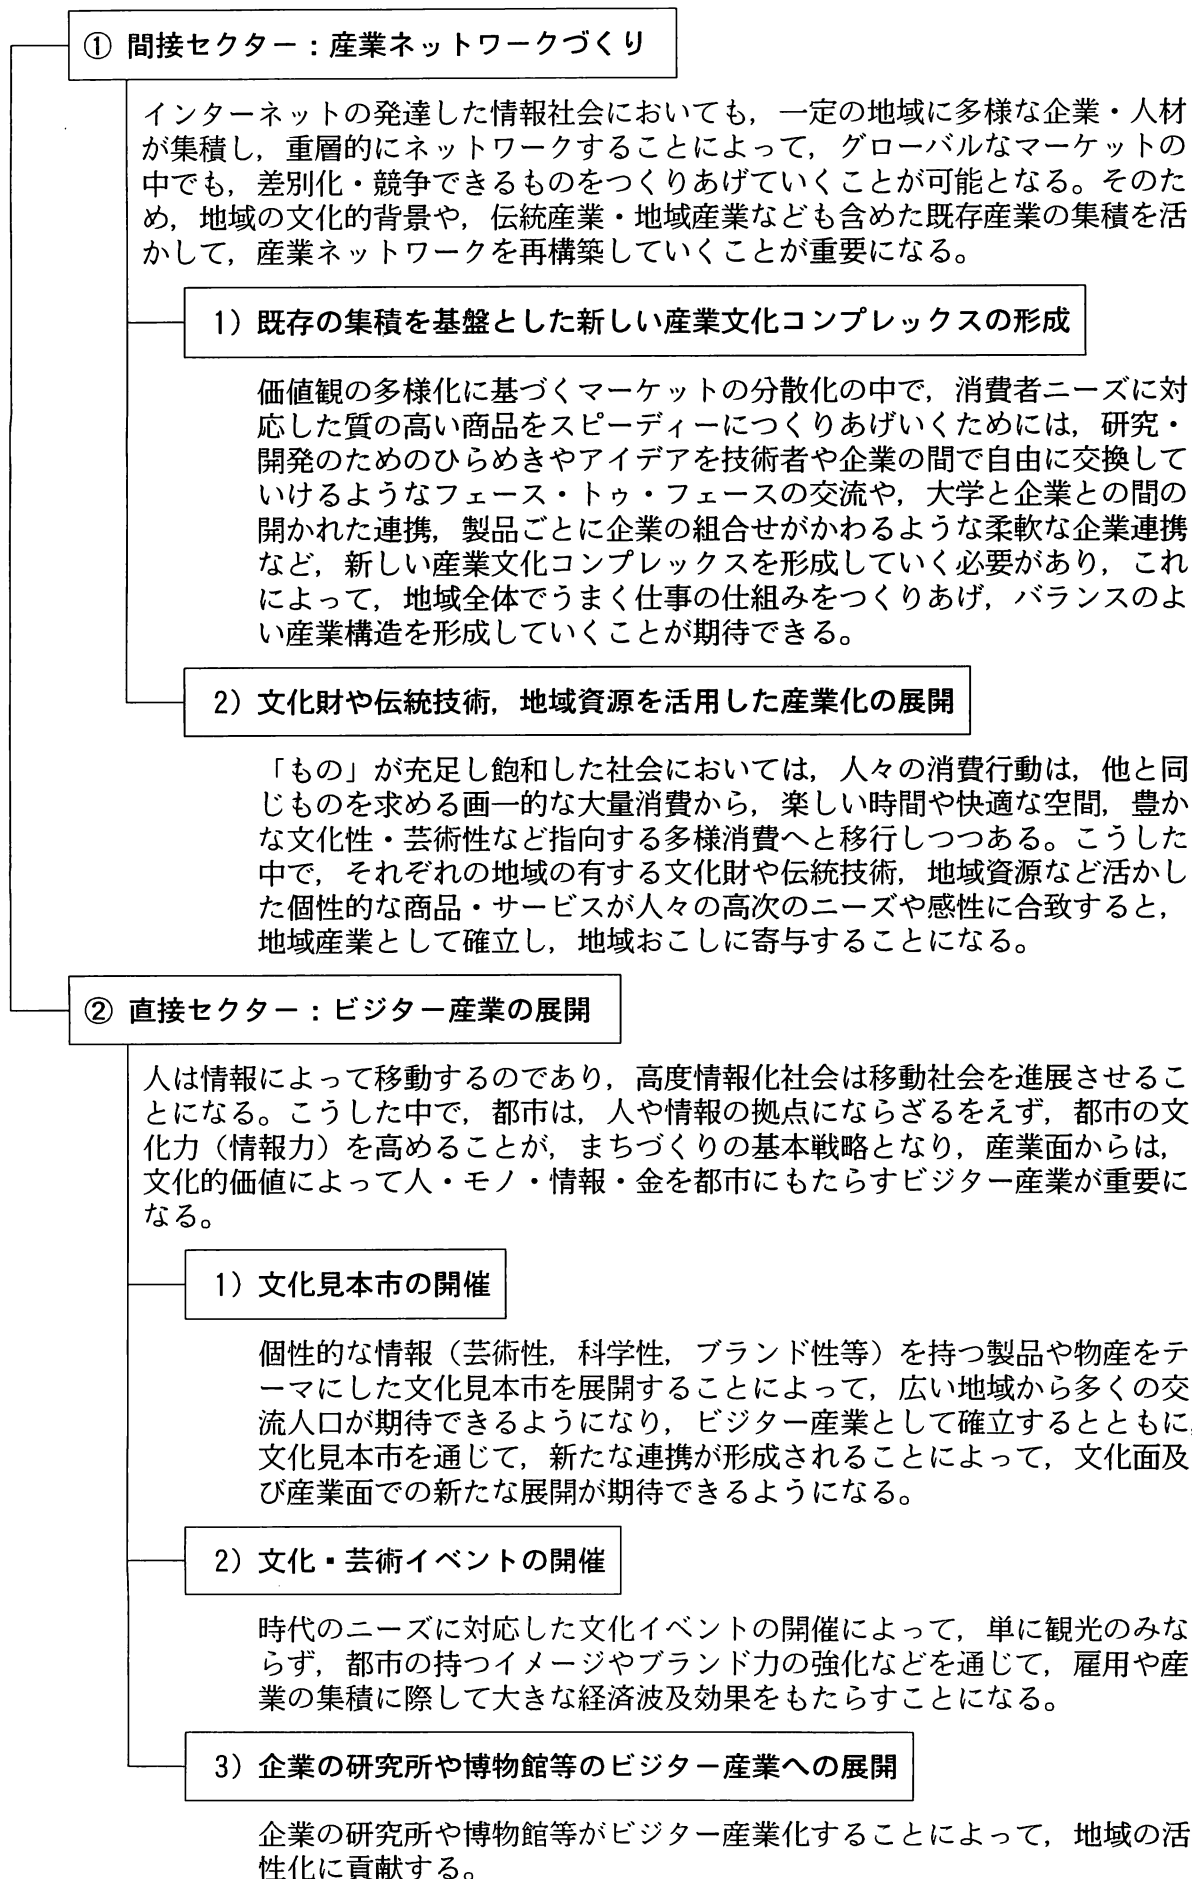 ① 間接セクター：産業ネットワークづくり
インターネットの発達した情報社会においても，一定の地域に多様な企業・人材
が集積し，重層的にネットワークすることによって，グローバルなマーケットの
中でも，差別化・競争できるものをつくりあげていくことが可能となる。そのた
め，地域の文化的背景や，伝統産業・地域産業なども含めた既存産業の集積を活
かして，産業ネットワークを再構築していくことが重要になる。
1）既存の集積を基盤とした新しい産業文化コンプレックスの形成
価値観の多様化に基づくマーケットの分散化の中で，消費者ニーズに対
応した質の高い商品をスピーディーにつくりあげいくためには，研究・
開発のためのひらめきやアイデアを技術者や企業の間で自由に交換して
いけるようなフェース・トゥ・フェースの交流や，大学と企業との間の
開かれた連携，製品ごとに企業の組合せがかわるような柔軟な企業連携
など，新しい産業文化コンプレックスを形成していく必要があり，これ
によって，地域全体でうまく仕事の仕組みをつくりあげ，バランスのよ
い産業構造を形成していくことが期待できる。
2）文化財や伝統技術，地域資源を活用した産業化の展開
「もの」が充足し飽和した社会においては，人々の消費行動は，他と同
じものを求める画一的な大量消費から，楽しい時間や快適な空間，豊か
な文化性・芸術性など指向する多様消費へと移行しつつある。こうした
中で，それぞれの地域の有する文化財や伝統技術，地域資源など活かし
た個性的な商品・サービスが人々の高次のニーズや感性に合致すると，
地域産業として確立し，地域おこしに寄与することになる。
② 直接セクター：ビジター産業の展開
人は情報によって移動するのであり，高度情報化社会は移動社会を進展させるこ
とになる。こうした中で，都市は，人や情報の拠点にならざるをえず，都市の文
化力（情報力）を高めることが，まちづくりの基本戦略となり，産業面からは，
文化的価値によって人・モノ・情報・金を都市にもたらすビジター産業が重要に
なる。
1）文化見本市の開催
個性的な情報（芸術性，科学性，ブランド性等）を持つ製品や物産をテ
ーマにした文化見本市を展開することによって，広い地域から多くの交
流人口が期待できるようになり，ビジター産業として確立するとともに，
文化見本市を通じて，新たな連携が形成されることによって，文化面及
び産業面での新たな展開が期待できるようになる。
2）文化・芸術イベントの開催
時代のニーズに対応した文化イベントの開催によって，単に観光のみな
らず，都市の持つイメージやブランド力の強化などを通じて，雇用や産
業の集積に際して大きな経済波及効果をもたらすことになる。
3）企業の研究所や博物館等のビジター産業への展開
企業の研究所や博物館等がビジター産業化することによって，地域の活
性化に貢献する。